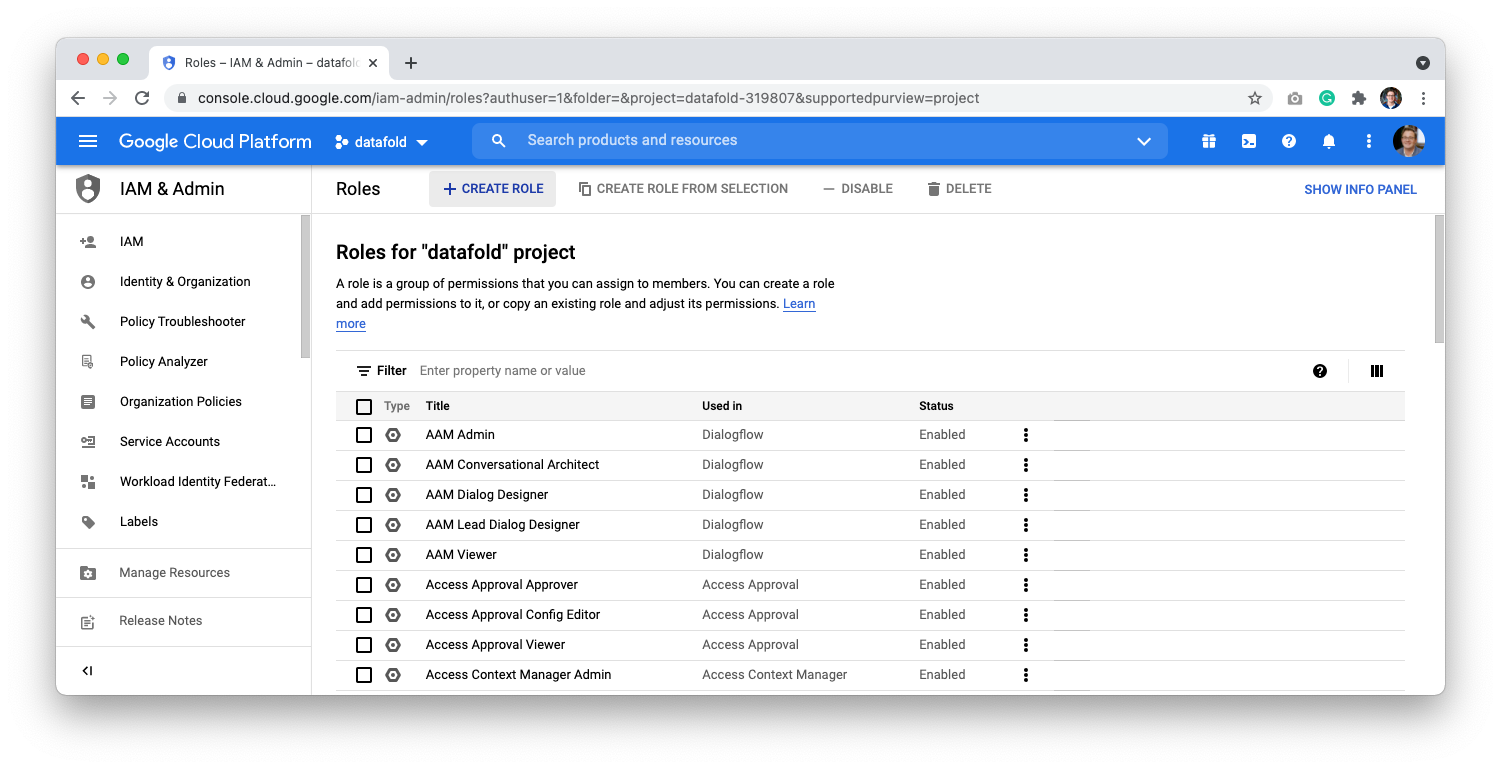 Roles – IAM & Admin – datafold
console.cloud.google.com/iam-admin/roles?authuser=1&folder=&project=datafold-319807&supportedpurview=project
Google Cloud Platform
datafold
Search products and resources
IAM & Admin
Roles
CREATE ROLE
CREATE ROLE FROM SELECTION
DISABLE
DELETE
SHOW INFO PANEL
IAM
Identity & Organization
Policy Troubleshooter
Policy Analyzer
Organization Policies
Service Accounts
Workload Identity Federat...
Labels
Manage Resources
Release Notes
Roles for "datafold" project
A role is a group of permissions that you can assign to members. You can create a role
and add permissions to it, or copy an existing role and adjust its permissions. Learn
more
Filter Enter property name or value
Type Title Used in Status
AAM Admin Dialogflow Enabled
AAM Conversational Architect Dialogflow Enabled
AAM Dialog Designer Dialogflow Enabled
AAM Lead Dialog Designer Dialogflow Enabled
AAM Viewer Dialogflow Enabled
Access Approval Approver Access Approval Enabled
Access Approval Config Editor Access Approval Enabled
Access Approval Viewer Access Approval Enabled
Access Context Manager Admin Access Context Manager Enabled